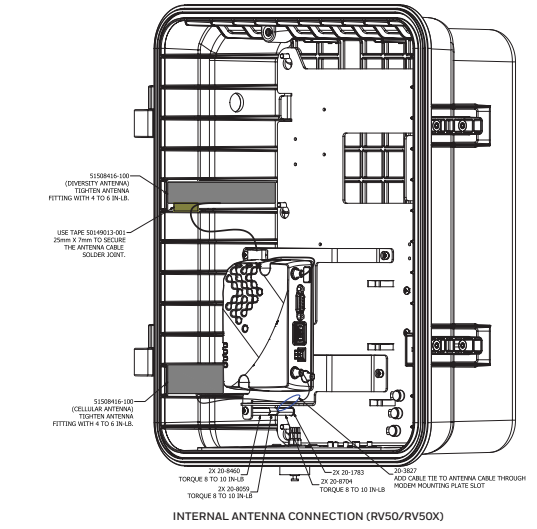 51508416-100
(DIVERSITY ANTENNA)
TIGHTEN ANTENNA
FITTING WITH 4 TO 6 IN-LB.
USE TAPE 50149013-001
25mm X 7mm TO SECURE
THE ANTENNA CABLE
SOLDER JOINT.
51508416-100
(CELLULAR ANTENNA)
TIGHTEN ANTENNA
FITTING WITH 4 TO 6 IN-LB.
2X 20-8460
TORQUE 8 TO 10 IN-LB
2X 20-8059
TORQUE 8 TO 10 IN-LB
2X 20-1783
2X 20-8704
TORQUE 8 TO 10 IN-LB
20-3827
ADD CABLE TIE TO ANTENNA CABLE THROUGH
MODEM MOUNTING PLATE SLOT
INTERNAL ANTENNA CONNECTION (RV50/RV50X)